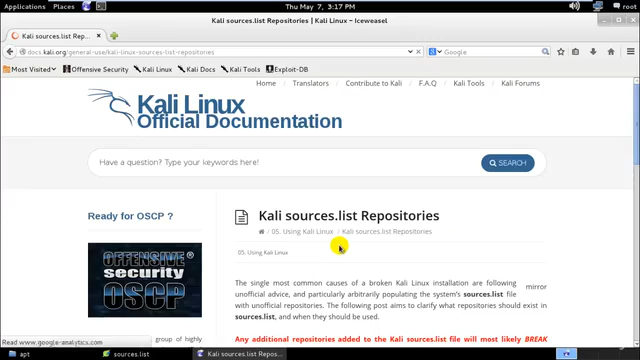 Applications Places Thu May 7, 3:17 PM root
Kali sources.list Repositories | Kali Linux - Iceweasel
Kali sources.list Repos...
docs.kali.org/general-use/kali-linux-sources-list-repositories Google
Most Visited Offensive Security Kali Linux Kali Docs Kali Tools Exploit-DB
Home Translators Contribute to Kali F.A.Q Kali Tools Kali Forums
Kali Linux
Official Documentation
Have a question? Type your keywords here! SEARCH
Ready for OSCP ?
OFFENSIVE
security
OSCP
group of highly
Kali sources.list Repositories
/ 05. Using Kali Linux / Kali sources.list Repositories
05. Using Kali Linux
The single most common causes of a broken Kali Linux installation are following
unofficial advice, and particularly arbitrarily populating the system's sources.list file
with unofficial repositories. The following post aims to clarify what repositories should exist in
sources.list, and when they should be used.
Any additional repositories added to the Kali sources.list file will most likely BREAK
mirror
Read www.google-analytics.com
apt sources.list Kali sources.list Repos...